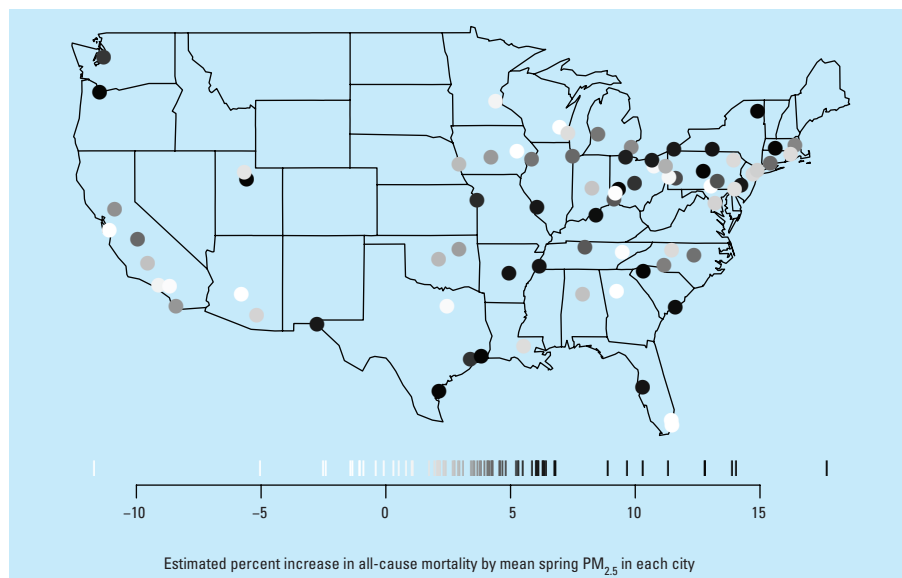 −10 −5 0 5 10 15
Estimated percent increase in all-cause mortality by mean spring PM2.5 in each city